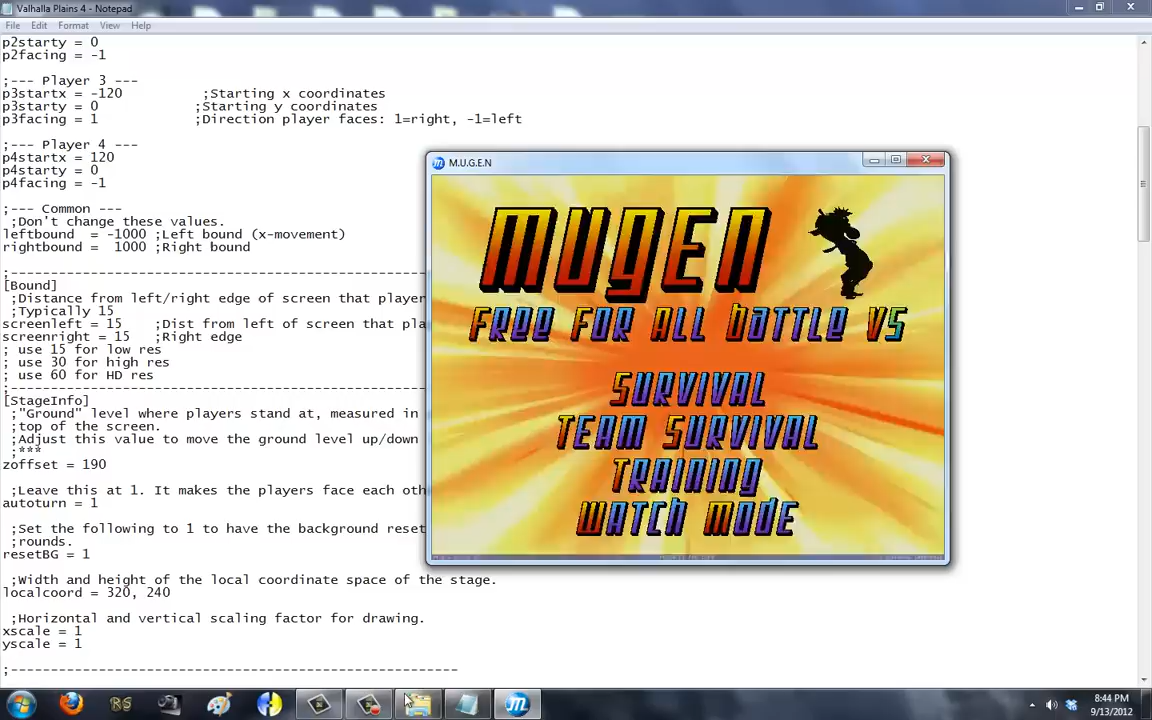 Valhalla Plains 4 - Notepad
File Edit Format View Help
p2starty = 0
p2facing = -1
;--- Player 3 ---
p3startx = -120 ;Starting x coordinates
p3starty = 0 ;Starting y coordinates
p3facing = 1 ;Direction player faces: 1=right, -1=left
;--- Player 4 ---
p4startx = 120
p4starty = 0
p4facing = -1
;--- Common ---
;Don't change these values.
leftbound = -1000 ;Left bound (x-movement)
rightbound = 1000 ;Right bound
;-----------------------------------------------------
[Bound]
;Distance from left/right edge of screen that player
;Typically 15
screenleft = 15 ;Dist from left of screen that pla
screenright = 15 ;Right edge
; use 15 for low res
; use 30 for high res
; use 60 for HD res
;-----------------------------------------------------
[StageInfo]
;"Ground" level where players stand at, measured in
;top of the screen.
;Adjust this value to move the ground level up/down
;***
zoffset = 190
;Leave this at 1. It makes the players face each oth
autoturn = 1
;Set the following to 1 to have the background reset
;rounds.
resetBG = 1
;Width and height of the local coordinate space of the stage.
localcoord = 320, 240
;Horizontal and vertical scaling factor for drawing.
xscale = 1
yscale = 1
;---------------------------------------------------------
M.U.G.E.N
MUGEN
Free For All Battle VS
Survival
Team Survival
Training
Watch Mode
RS
8:44 PM
9/13/2012